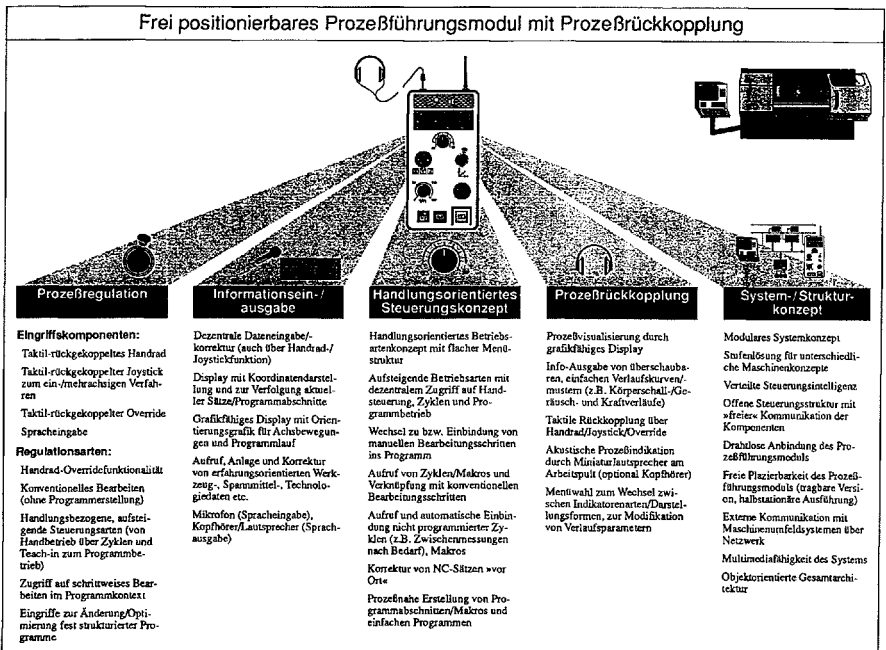 Frei positionierbares Prozeßführungsmodul mit Prozeßrückkopplung
Prozeßregulation
Eingriffskomponenten:
Taktil-rückgekoppeltes Handrad
Taktil-rückgekoppelter Joystick
zum ein-/mehrachsigen Verfah-
ren
Taktil-rückgekoppelter Override
Spracheingabe
Regulationsarten:
Handrad-Overridefunktionalität
Konventionelles Bearbeiten
(ohne Programmerstellung)
Handlungsbezogene, aufstei-
gende Steuerungsarten (von
Handbetrieb über Zyklen und
Teach-in zum Programmbe-
trieb)
Zugriff auf schrittweises Bear-
beiten im Programmkontext
Eingriffe zur Änderung/Opti-
mierung fest strukturierter Pro-
gramme
Informationsein-/
ausgabe
Dezentrale Dateneingabe/-
korrektur (auch über Handrad-/
Joystickfunktion)
Display mit Koordinatendarstel-
lung und zur Verfolgung aktuel-
ler Sätze/Programmabschnitte
Grafikfähiges Display mit Orien-
tierungsgrafik für Achsbewegun-
gen und Programmlauf
Aufruf, Anlage und Korrektur
von erfahrungsorientierten Werk-
zeug-, Spannmittel-, Technolo-
giedaten etc.
Mikrofon (Spracheingabe),
Kopfhörer/Lautsprecher (Sprach-
ausgabe)
Handlungsorientiertes
Steuerungskonzept
Handlungsorientiertes Betriebs-
artenkonzept mit flacher Menü-
struktur
Aufsteigende Betriebsarten mit
dezentralem Zugriff auf Hand-
steuerung, Zyklen und Pro-
grammbetrieb
Wechsel zu bzw. Einbindung von
manuellen Bearbeitungsschritten
ins Programm
Aufruf von Zyklen/Makros und
Verknüpfung mit konventionellen
Bearbeitungsschritten
Aufruf und automatische Einbin-
dung nicht programmierter Zy-
klen (z.B. Zwischenmessungen
nach Bedarf), Makros
Korrektur von NC-Sätzen »vor
Ort«
Prozeßnahe Erstellung von Pro-
grammabschnitten/Makros und
einfachen Programmen
Prozeßrückkopplung
Prozeßvisualisierung durch
grafikfähiges Display
Info-Ausgabe von überschauba-
ren, einfachen Verlaufskurven/-
mustern (z.B. Körperschall-/Ge-
räusch- und Kraftverläufe)
Taktile Rückkopplung über
Handrad/Joystick/Override
Akustische Prozeßindikation
durch Miniaturlautsprecher am
Arbeitspult (optional Kopfhörer)
Menüwahl zum Wechsel zwi-
schen Indikatorenarten/Darstel-
lungsformen, zur Modifikation
von Verlaufsparametern
System-/Struktur-
konzept
Modulares Systemkonzept
Stufenlösung für unterschiedli-
che Maschinenkonzepte
Verteilte Steuerungsintelligenz
Offene Steuerungsstruktur mit
»freier« Kommunikation der
Komponenten
Drahtlose Anbindung des Pro-
zeßführungsmoduls
Freie Plazierbarkeit des Prozeß-
führungsmoduls (tragbare Versi-
on, halbstationäre Ausführung)
Externe Kommunikation mit
Maschinenumfeldsystemen über
Netzwerk
Multimediafähigkeit des Systems
Objektorientierte Gesamtarchi-
tektur